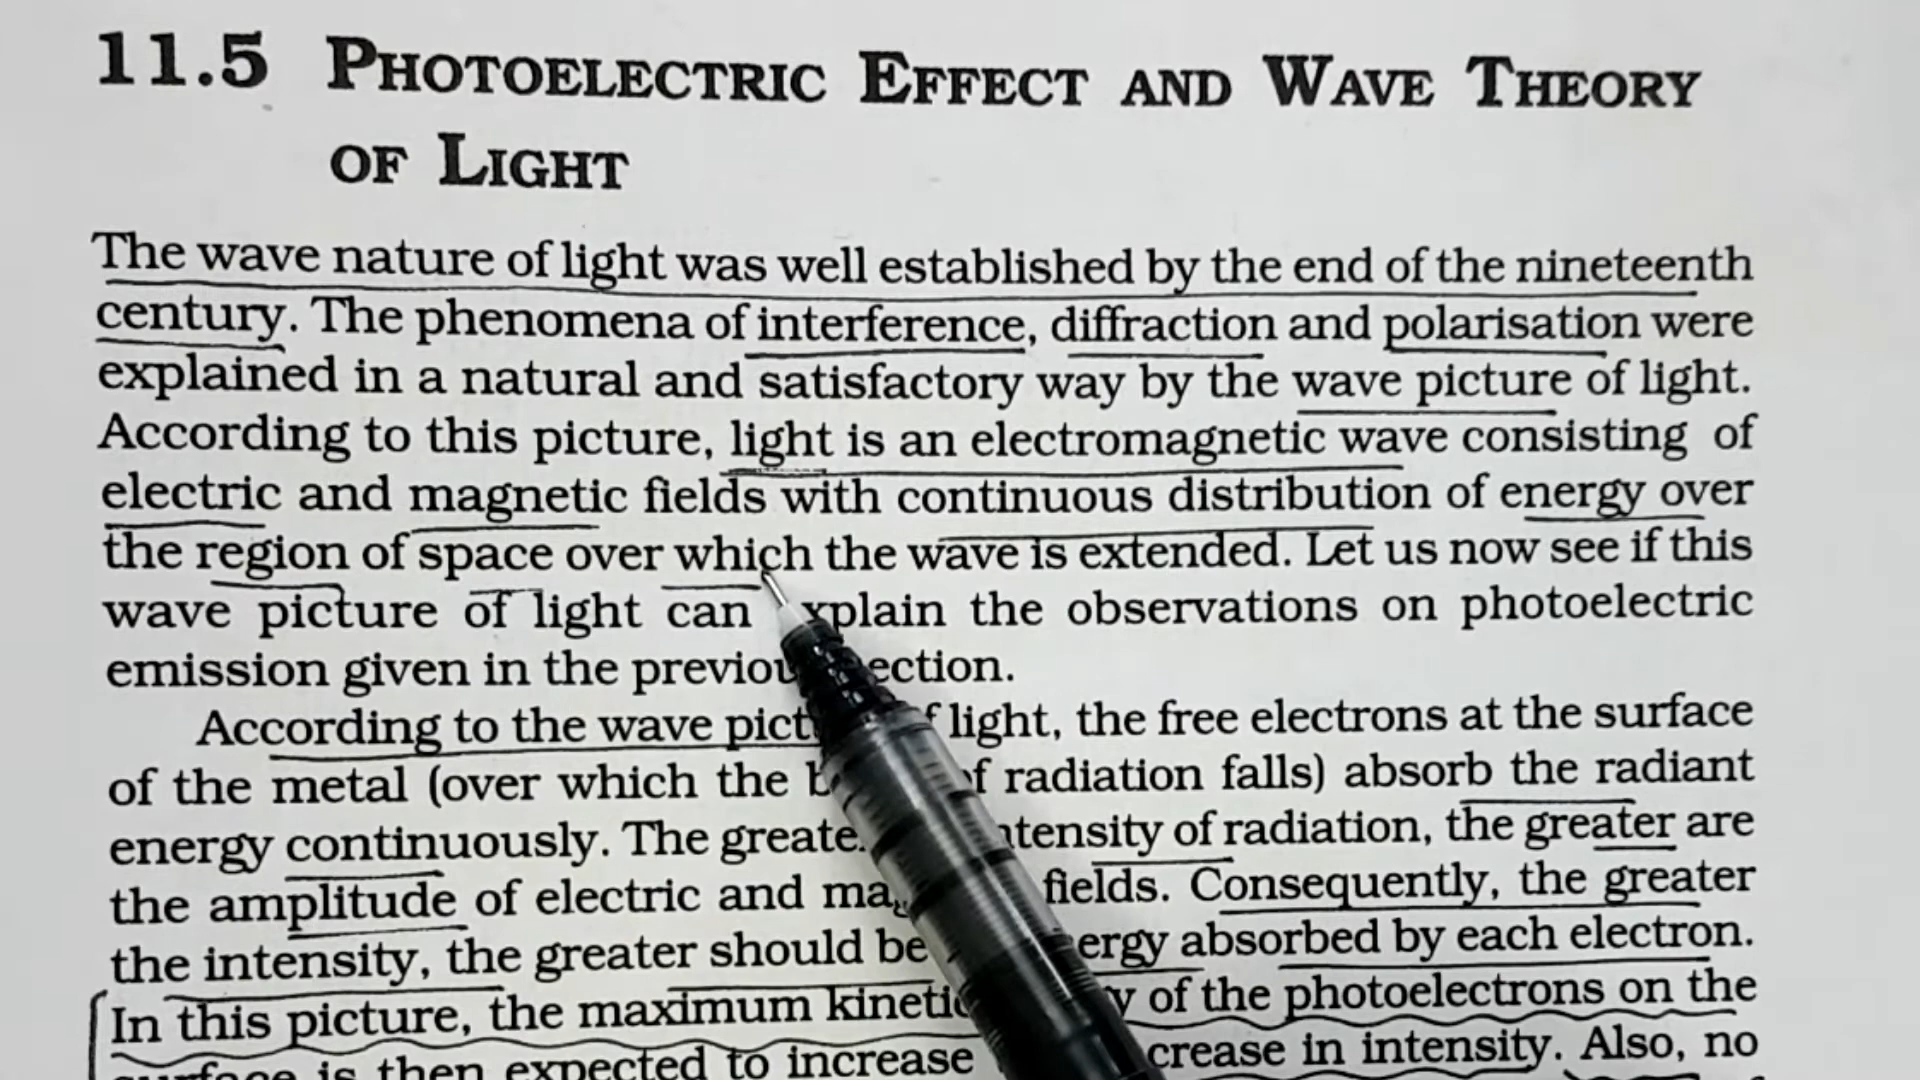 11.5 Photoelectric Effect and Wave Theory
of Light
The wave nature of light was well established by the end of the nineteenth
century. The phenomena of interference, diffraction and polarisation were
explained in a natural and satisfactory way by the wave picture of light.
According to this picture, light is an electromagnetic wave consisting of
electric and magnetic fields with continuous distribution of energy over
the region of space over which the wave is extended. Let us now see if this
wave picture of light can xplain the observations on photoelectric
emission given in the previou ection.
According to the wave pict f light, the free electrons at the surface
of the metal (over which the b f radiation falls) absorb the radiant
energy continuously. The greate ntensity of radiation, the greater are
the amplitude of electric and ma fields. Consequently, the greater
the intensity, the greater should be ergy absorbed by each electron.
In this picture, the maximum kinetic y of the photoelectrons on the
surface is then expected to increase crease in intensity. Also, no